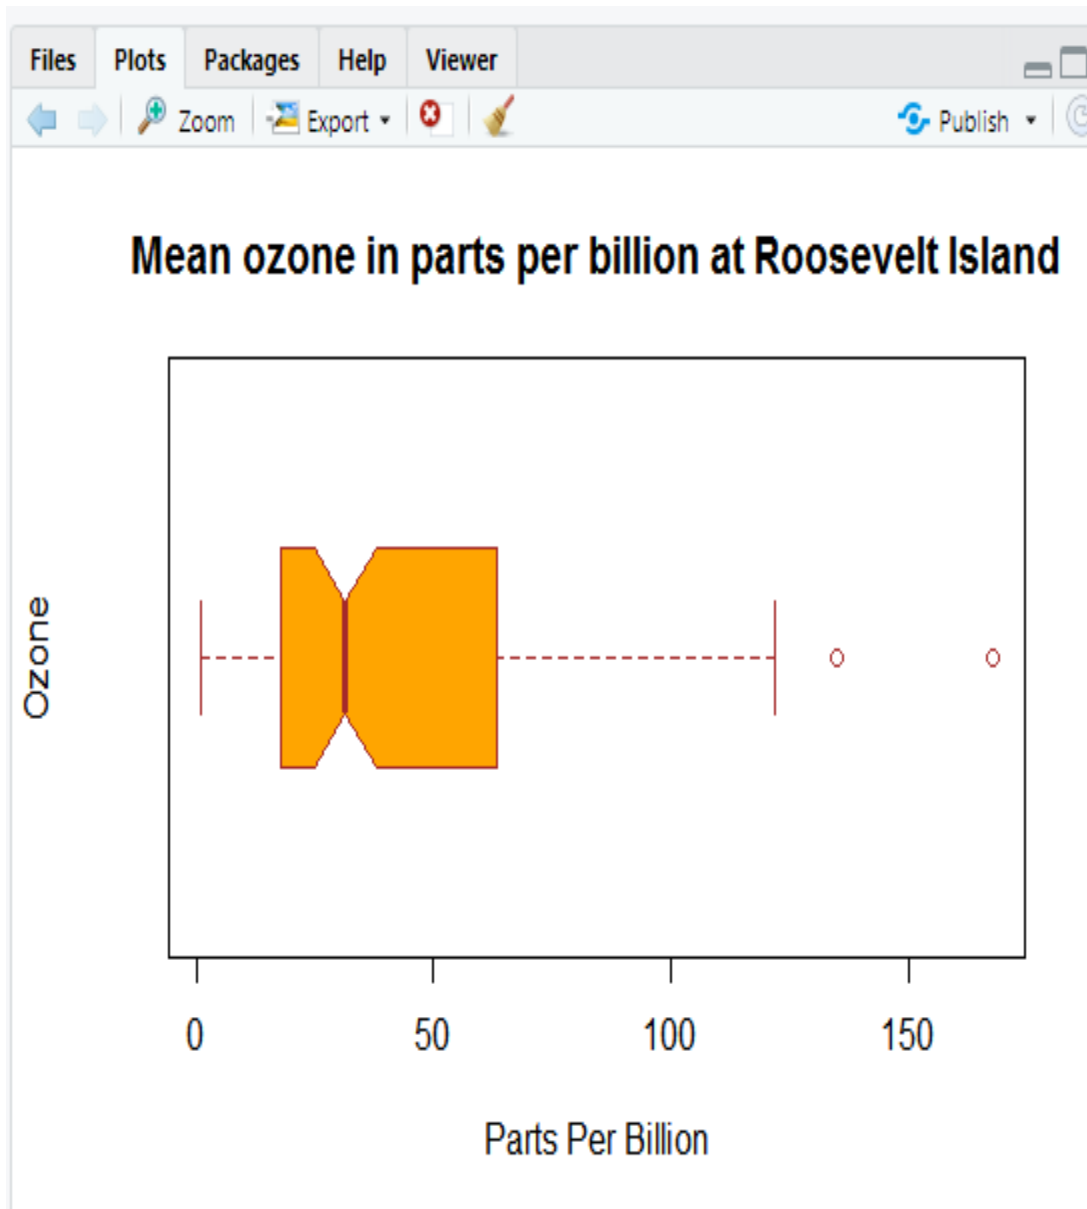 Files Plots Packages Help Viewer
Zoom Export Publish
Mean ozone in parts per billion at Roosevelt Island
Ozone
0 50 100 150
Parts Per Billion